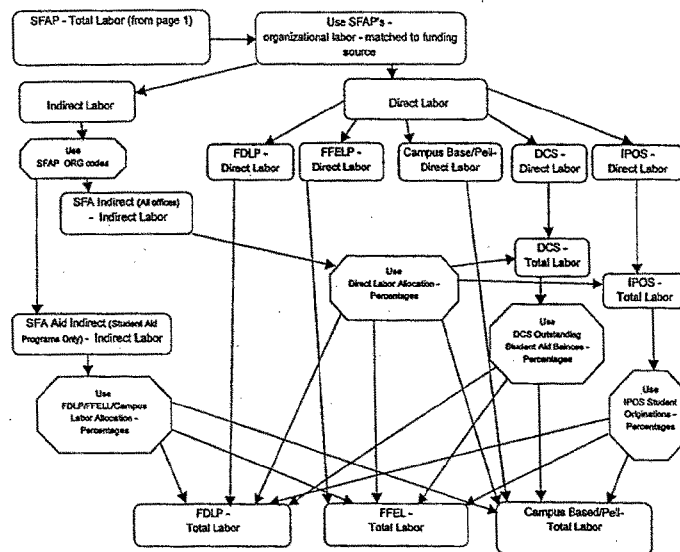 SFAP - Total Labor (from page 1)
Use SFAP's -
organizational labor - matched to funding
source
Indirect Labor
Direct Labor
Use
SFAP ORG codes
FDLP -
Direct Labor
FFELP -
Direct Labor
Campus Base/Pell-
Direct Labor
DCS -
Direct Labor
IPOS -
Direct Labor
SFA Indirect (All offices)
- Indirect Labor
Use
Direct Labor Allocation -
Percentages
DCS -
Total Labor
IPOS -
Total Labor
SFA Aid Indirect (Student Aid
Programs Only) - Indirect Labor
Use
DCS Outstanding
Student Aid Balnces -
Percentages
Use
FDLP/FFELL/Campus
Labor Allocation -
Percentages
Use
IPOS Student
Originations -
Percentages
FDLP -
Total Labor
FFEL -
Total Labor
Campus Based/Pell-
Total Labor